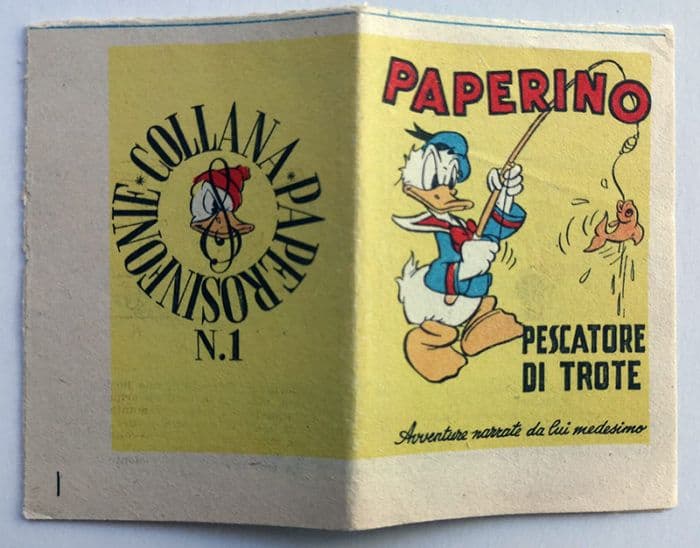 COLLANA * PAPEROSINFONIE *
N.1
PAPERINO
PESCATORE
DI TROTE
Avventure narrate da lui medesimo